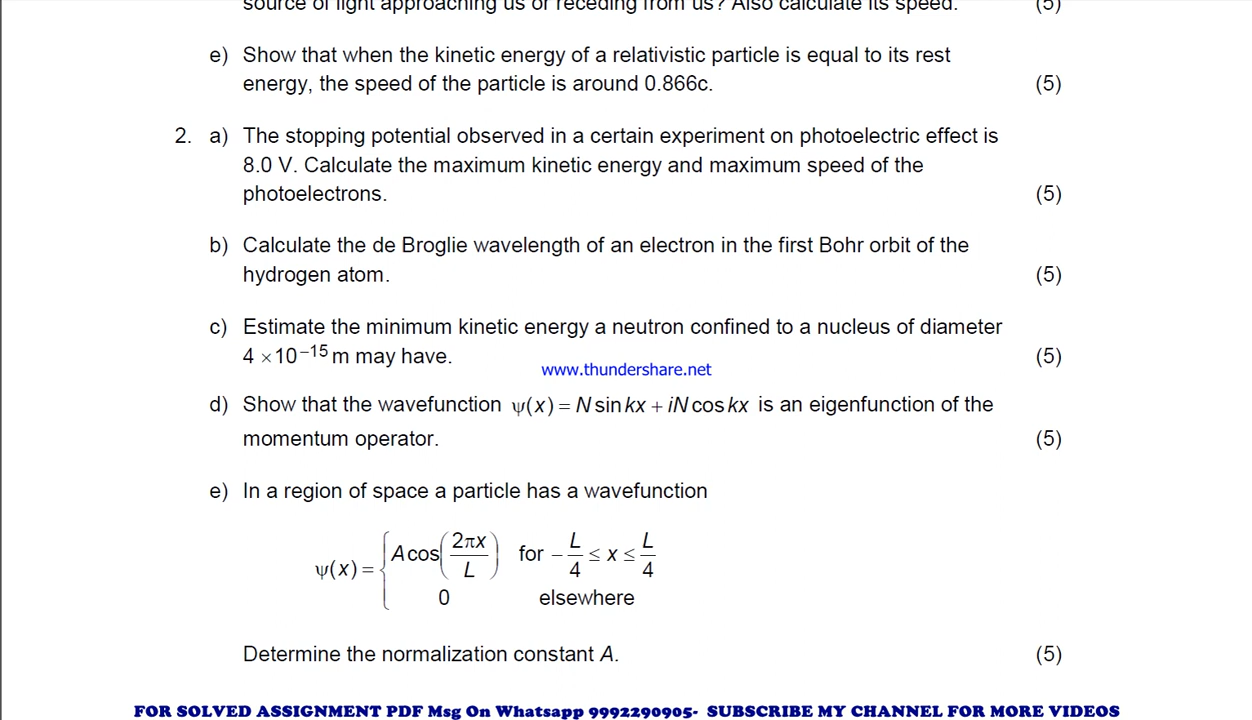 source of light approaching us or receding from us? Also calculate its speed. (5)
e) Show that when the kinetic energy of a relativistic particle is equal to its rest
energy, the speed of the particle is around 0.866c. (5)
2. a) The stopping potential observed in a certain experiment on photoelectric effect is
8.0 V. Calculate the maximum kinetic energy and maximum speed of the
photoelectrons. (5)
b) Calculate the de Broglie wavelength of an electron in the first Bohr orbit of the
hydrogen atom. (5)
c) Estimate the minimum kinetic energy a neutron confined to a nucleus of diameter
4 ×10⁻¹⁵ m may have. (5)
www.thundershare.net
d) Show that the wavefunction ψ(x) = N sin kx + iN cos kx is an eigenfunction of the
momentum operator. (5)
e) In a region of space a particle has a wavefunction
ψ(x) = { A cos(2πx/L) for −L/4 ≤ x ≤ L/4
0 elsewhere
Determine the normalization constant A. (5)
FOR SOLVED ASSIGNMENT PDF Msg On Whatsapp 9992290905- SUBSCRIBE MY CHANNEL FOR MORE VIDEOS